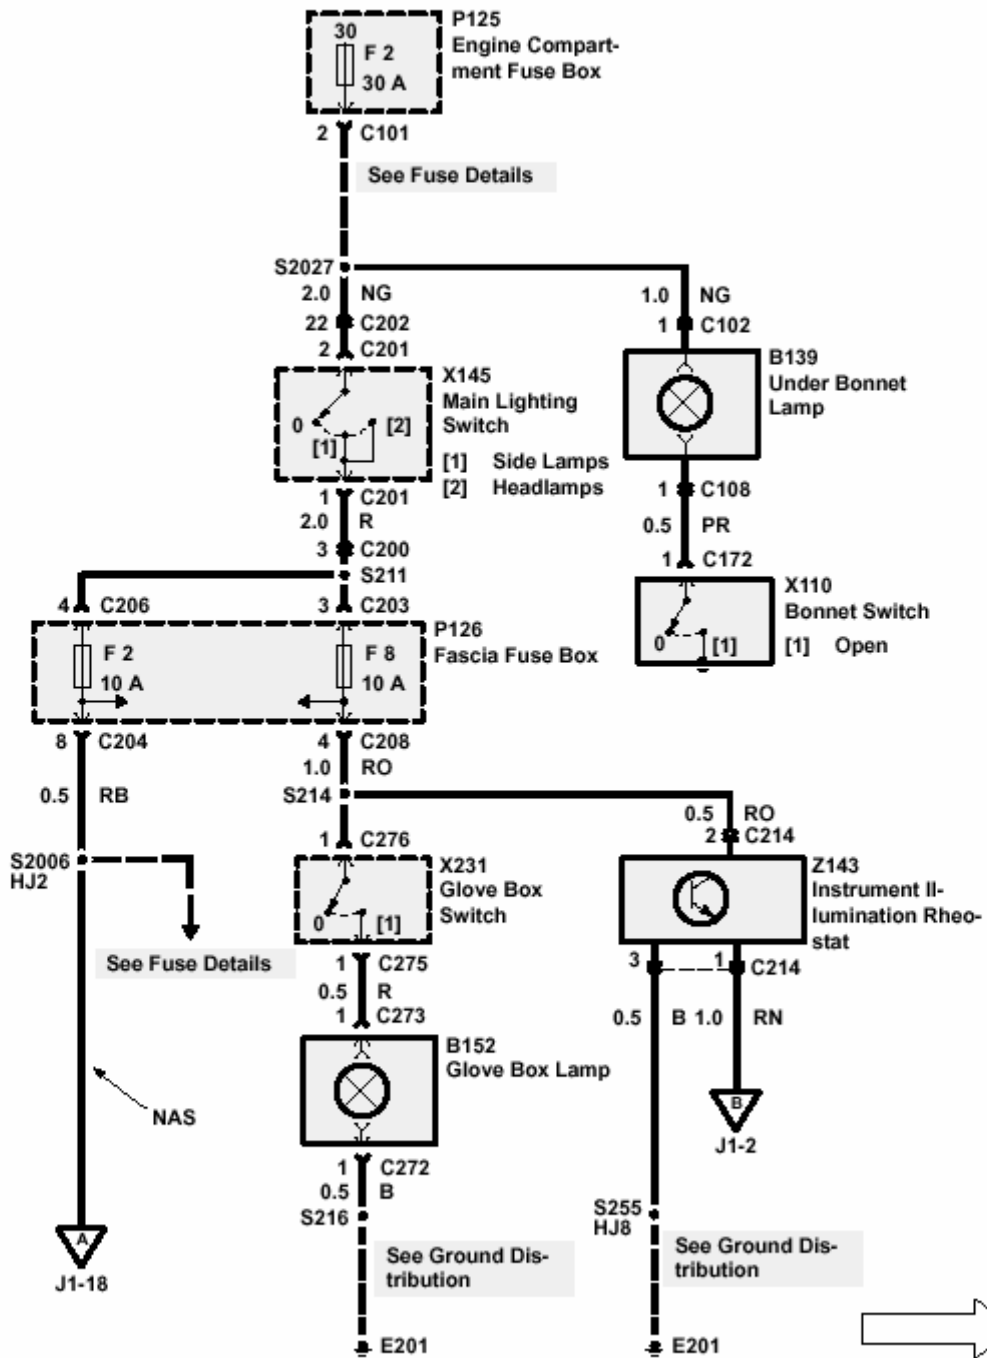 30
F 2
30 A
P125
Engine Compart-
ment Fuse Box
2 C101
See Fuse Details
S2027
2.0 NG
22 C202
2 C201
1.0 NG
1 C102
X145
Main Lighting
Switch
0
[1]
[2]
[1] Side Lamps
[2] Headlamps
B139
Under Bonnet
Lamp
1 C201
2.0 R
3 C200
S211
1 C108
0.5 PR
1 C172
X110
Bonnet Switch
[1] Open
0 [1]
4 C206
3 C203
F 2
10 A
F 8
10 A
P126
Fascia Fuse Box
8 C204
4 C208
1.0 RO
0.5 RB
S214
0.5 RO
2 C214
S2006
HJ2
See Fuse Details
1 C276
X231
Glove Box
Switch
0 [1]
Z143
Instrument Il-
lumination Rheo-
stat
1 C275
0.5 R
1 C273
3 1 C214
0.5 B 1.0 RN
B152
Glove Box Lamp
NAS
B
J1-2
1 C272
0.5 B
S216
See Ground Dis-
tribution
S255
HJ8
See Ground Dis-
tribution
A
J1-18
E201
E201